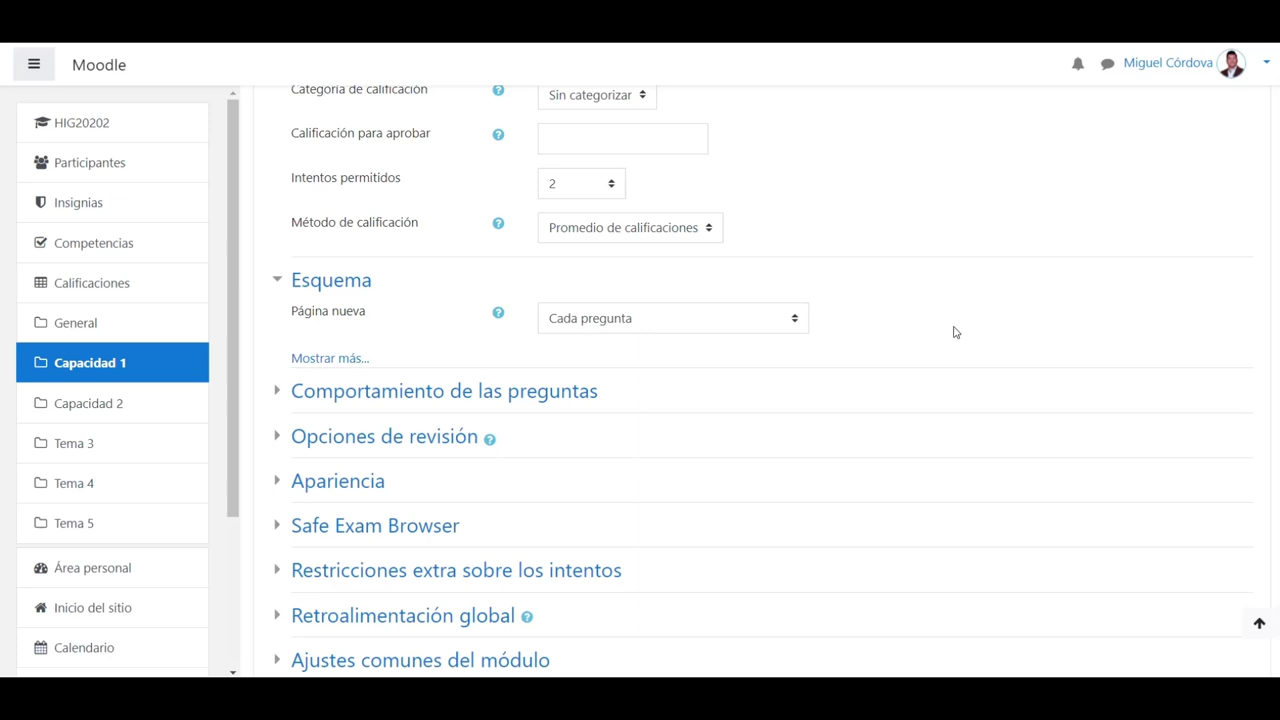 Moodle
Miguel Córdova
HIG20202
Participantes
Insignias
Competencias
Calificaciones
General
Capacidad 1
Capacidad 2
Tema 3
Tema 4
Tema 5
Área personal
Inicio del sitio
Calendario
Categoría de calificación
Sin categorizar
Calificación para aprobar
Intentos permitidos
2
Método de calificación
Promedio de calificaciones
Esquema
Página nueva
Cada pregunta
Mostrar más...
Comportamiento de las preguntas
Opciones de revisión
Apariencia
Safe Exam Browser
Restricciones extra sobre los intentos
Retroalimentación global
Ajustes comunes del módulo